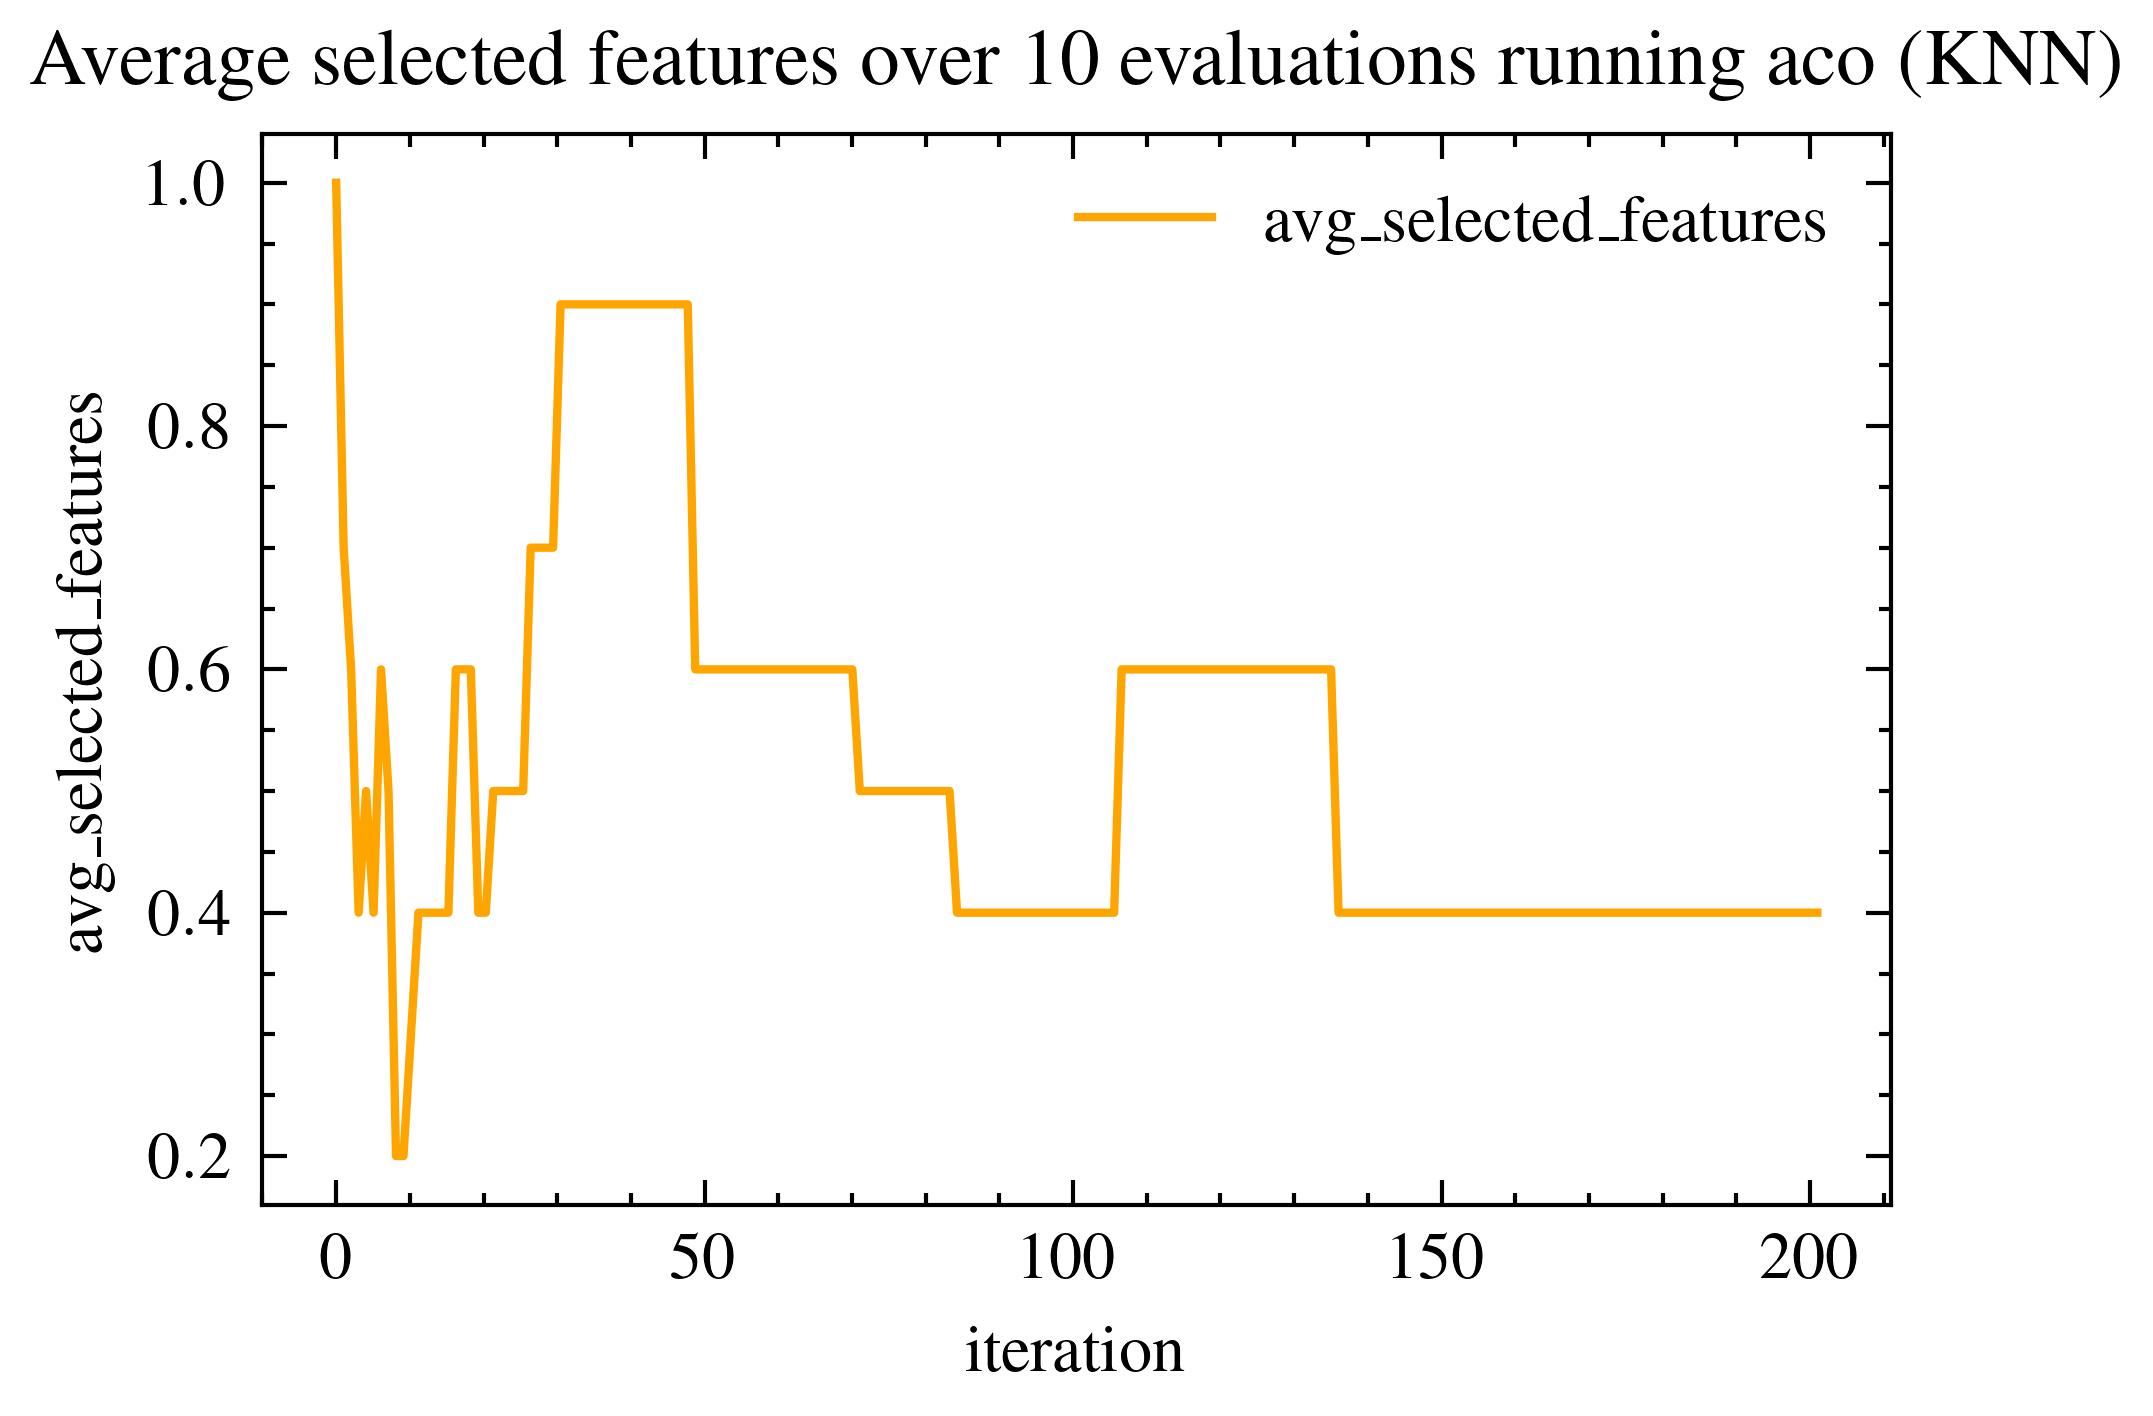 Average selected features over 10 evaluations running aco (KNN)
avg_selected_features
1.0
0.8
0.6
0.4
0.2
avg_selected_features
0 50 100 150 200
iteration